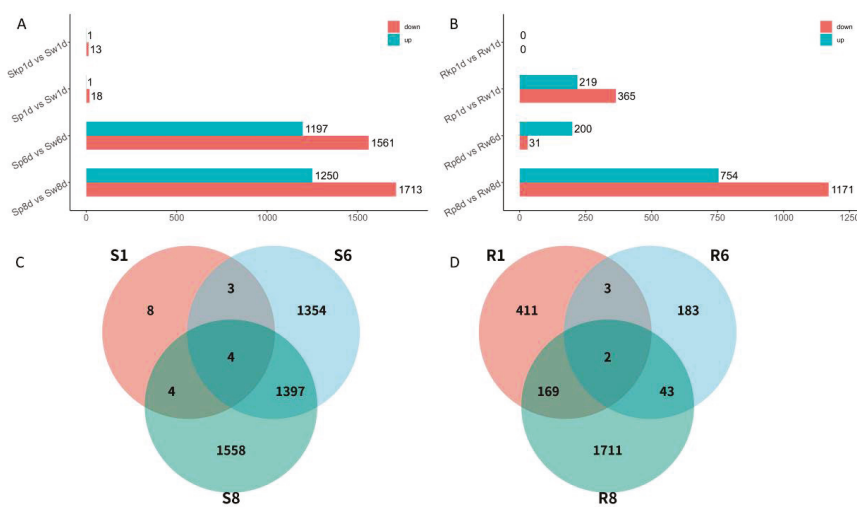 A
down
up
Skp1d vs Sw1d
1
13
Sp1d vs Sw1d
1
18
Sp6d vs Sw6d
1197
1561
Sp8d vs Sw8d
1250
1713
0
500
1000
1500
B
down
up
Rkp1d vs Rw1d
0
0
Rp1d vs Rw1d
219
365
Rp6d vs Rw6d
200
31
Rp8d vs Rw8d
754
1171
0
250
500
750
1000
1250
C
S1
S6
3
8
1354
4
4
1397
1558
S8
D
R1
R6
3
411
183
2
169
43
1711
R8